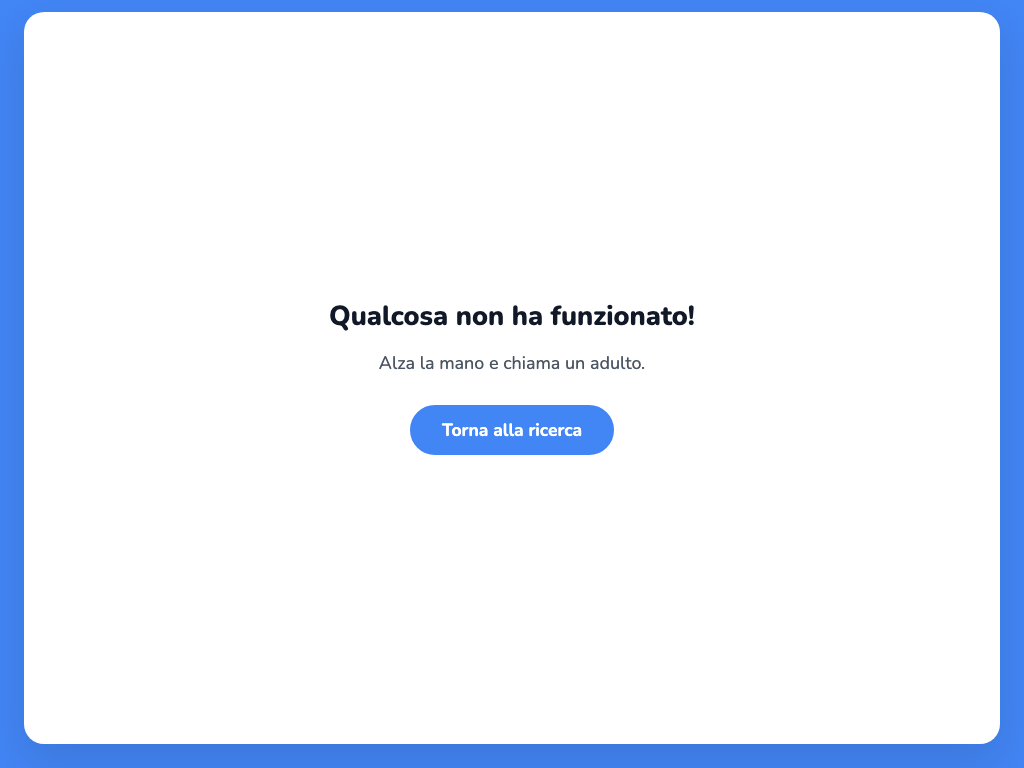 Qualcosa non ha funzionato!
Alza la mano e chiama un adulto.
Torna alla ricerca